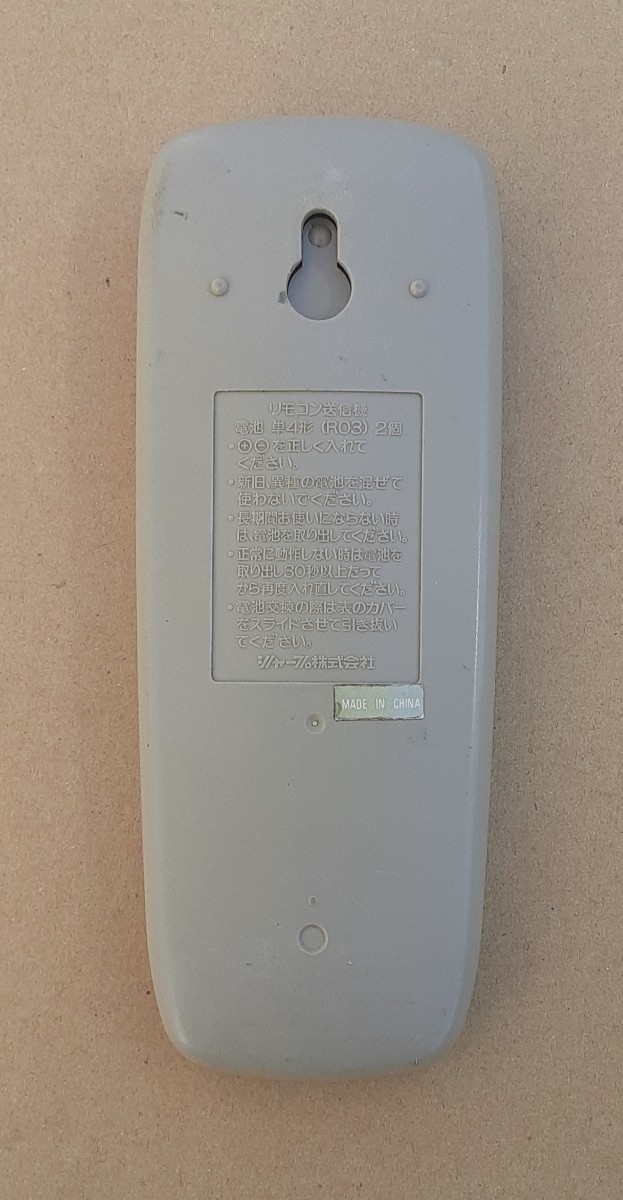 リモコン送信機
電池 単4形 (RO3) 2個
・⊕⊖を正しく入れて
ください。
・新旧、異種の電池を混ぜて
使わないでください。
・長期間お使いにならない時
は、電池を取り出してください。
・正常に動作しない時は電池を
取り出し30秒以上たって
から再度入れ直してください。
・電池交換の際は表のカバー
をスライドさせて引き抜い
てください。
シャープ株式会社
MADE IN CHINA